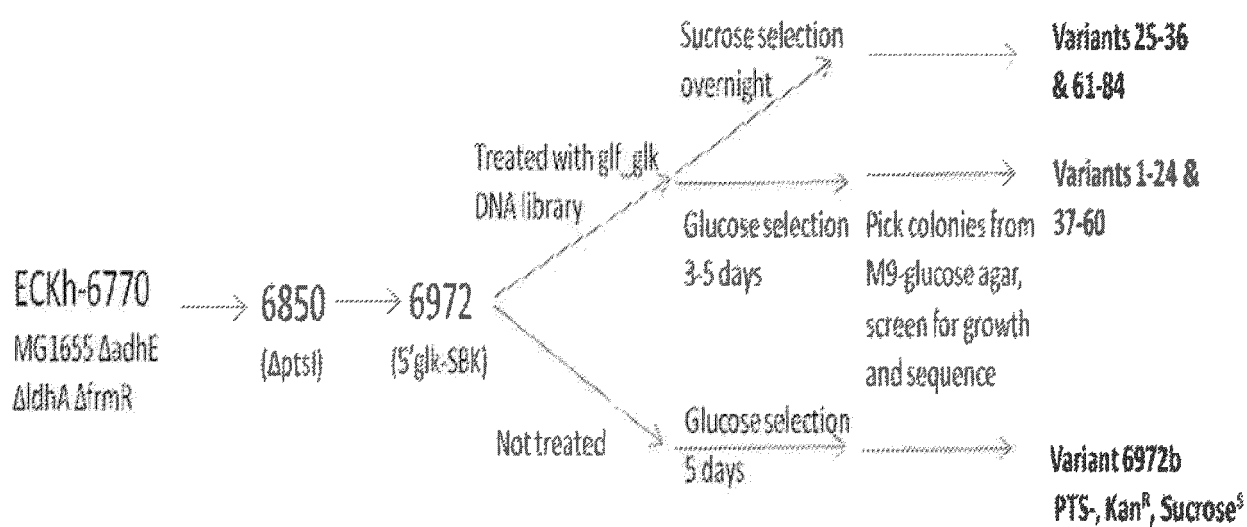 Sucrose selection
overnight
Variants 25-36
& 61-84
Treated with glf_glk
DNA library
Variants 1-24 &
37-60
Glucose selection
3-5 days
Pick colonies from
M9-glucose agar,
screen for growth
and sequence
ECKh-6770
MG1655 ΔadhE
ΔldhA ΔfrmR
6850
(ΔptsI)
6972
(5'glk-SBK)
Not treated
Glucose selection
5 days
Variant 6972b
PTS-, Kanᴿ, Sucroseˢ